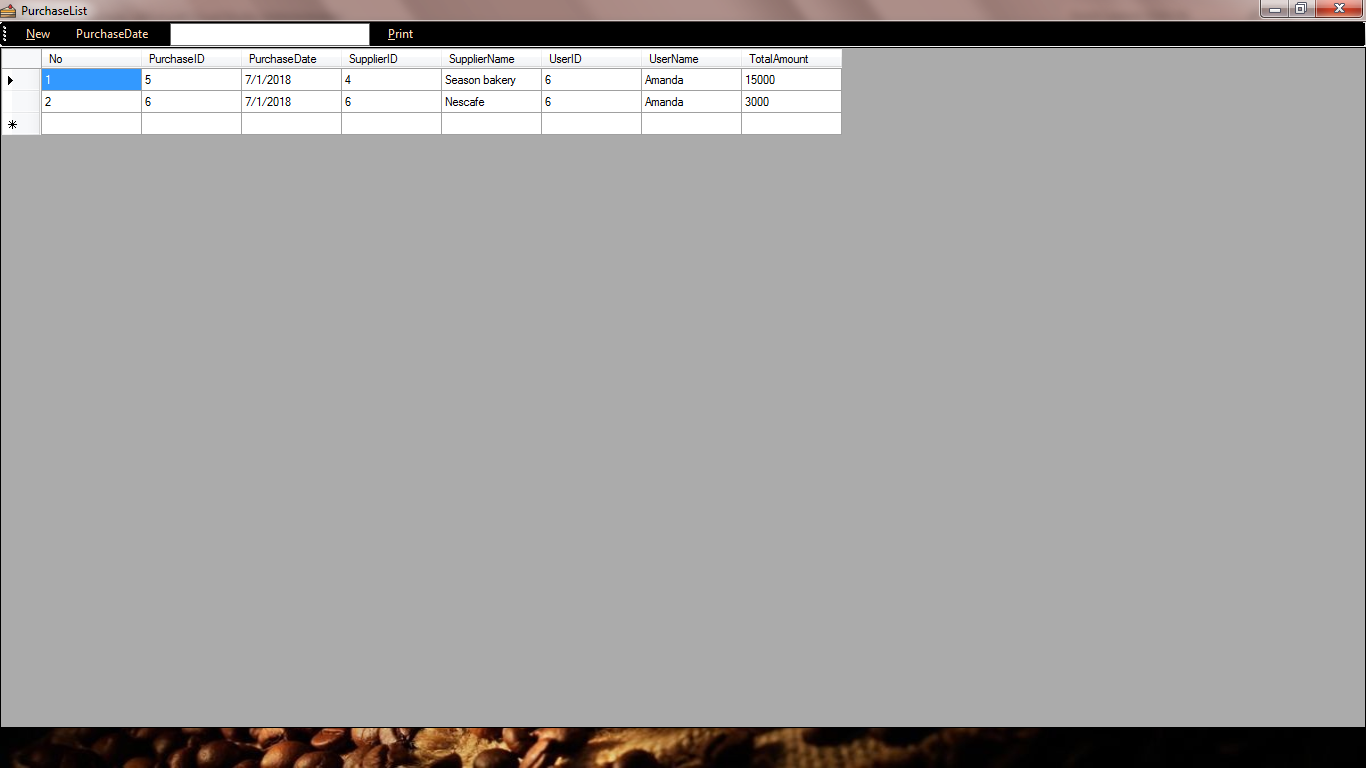 PurchaseList
New PurchaseDate Print
No PurchaseID PurchaseDate SupplierID SupplierName UserID UserName TotalAmount
1 5 7/1/2018 4 Season bakery 6 Amanda 15000
2 6 7/1/2018 6 Nescafe 6 Amanda 3000